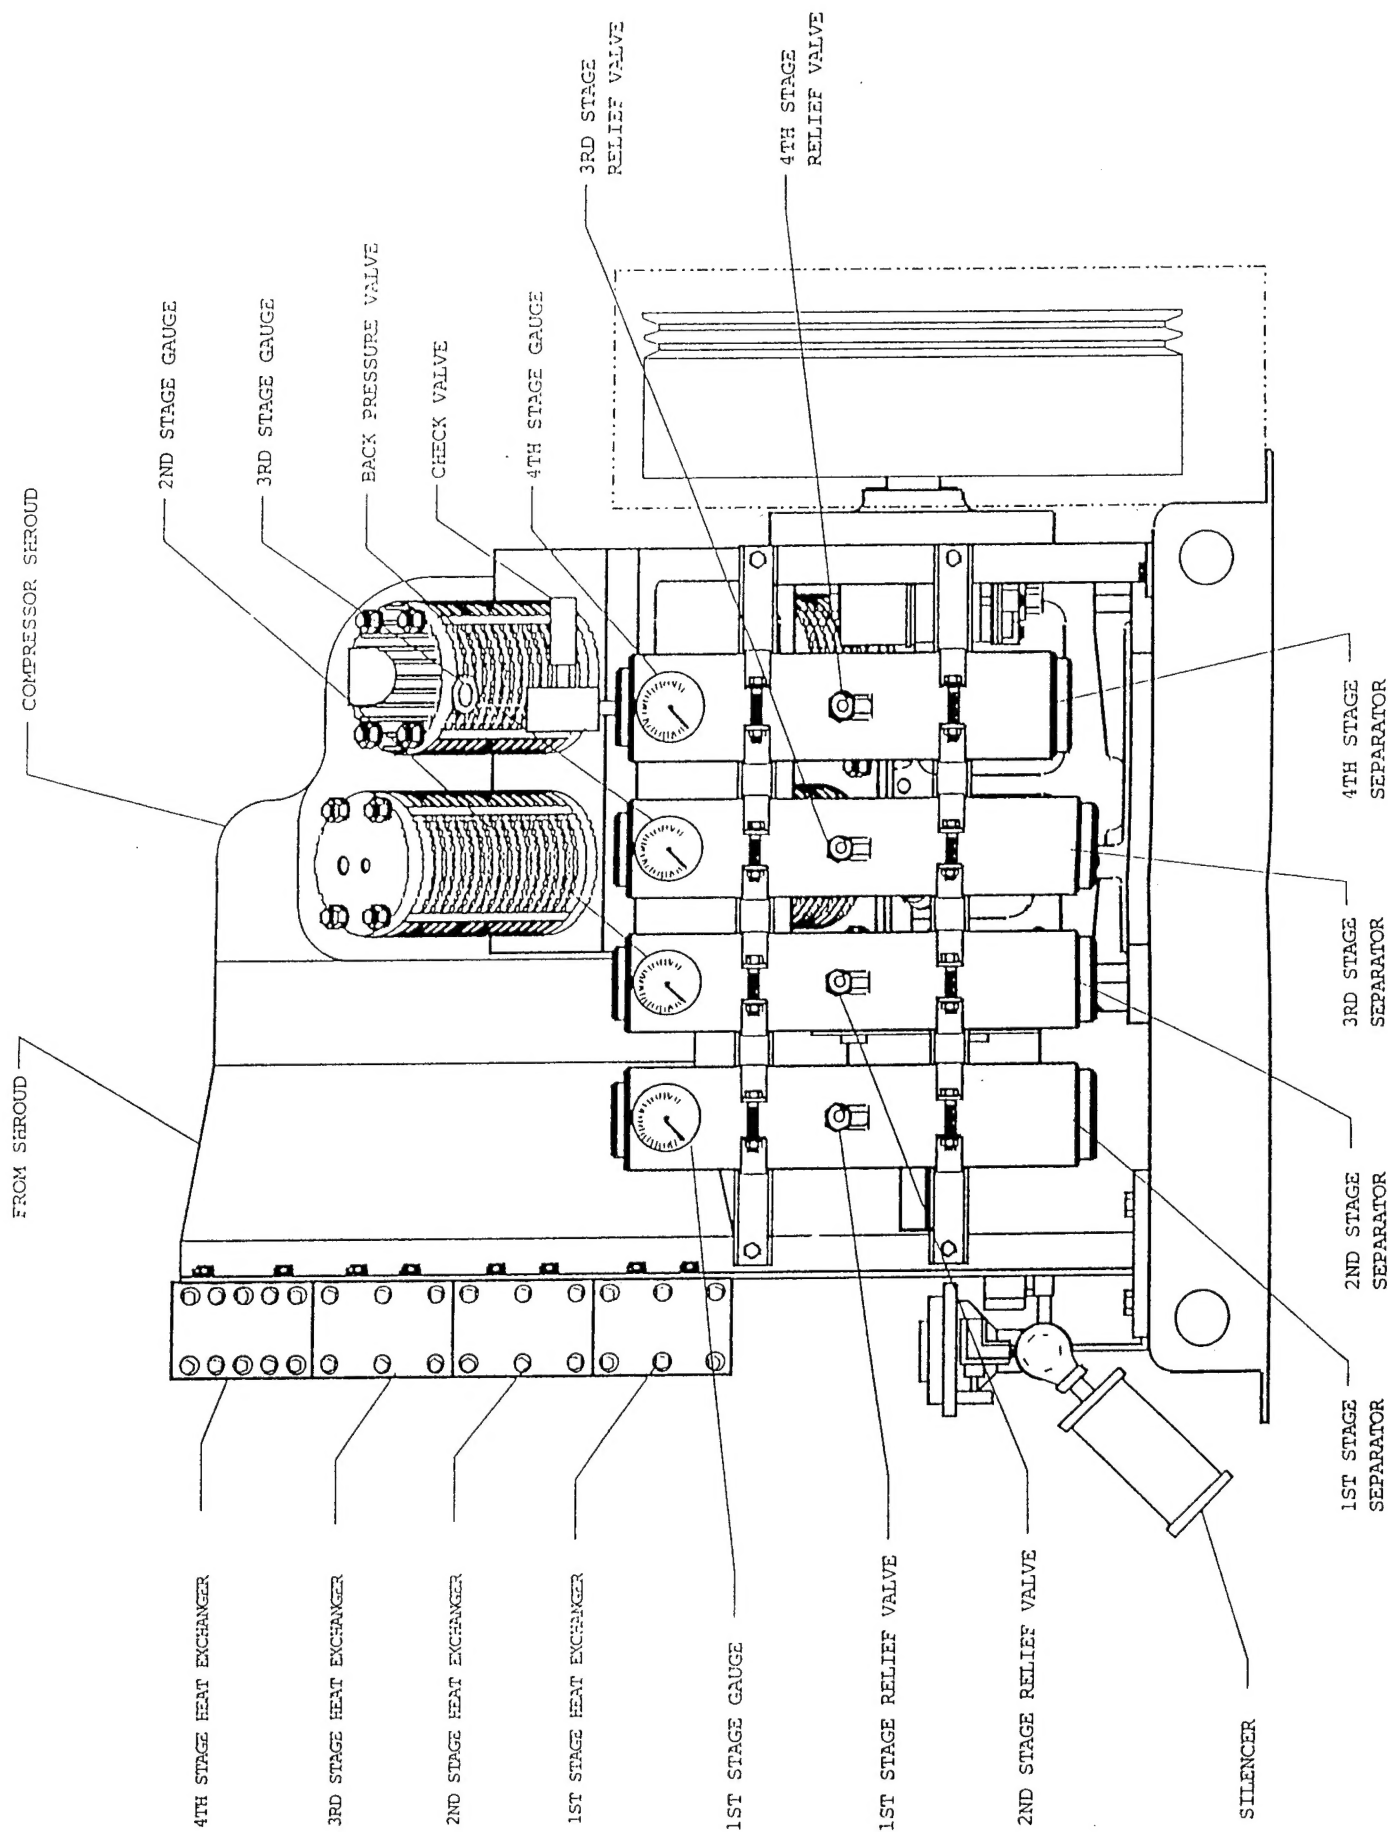 FROM SHROUD
COMPRESSOR SHROUD
2ND STAGE GAUGE
3RD STAGE GAUGE
BACK PRESSURE VALVE
CHECK VALVE
4TH STAGE GAUGE
3RD STAGE
RELIEF VALVE
4TH STAGE
RELIEF VALVE
4TH STAGE HEAT EXCHANGER
3RD STAGE HEAT EXCHANGER
2ND STAGE HEAT EXCHANGER
1ST STAGE HEAT EXCHANGER
1ST STAGE GAUGE
1ST STAGE RELIEF VALVE
2ND STAGE RELIEF VALVE
SILENCER
1ST STAGE
SEPARATOR
2ND STAGE
SEPARATOR
3RD STAGE
SEPARATOR
4TH STAGE
SEPARATOR